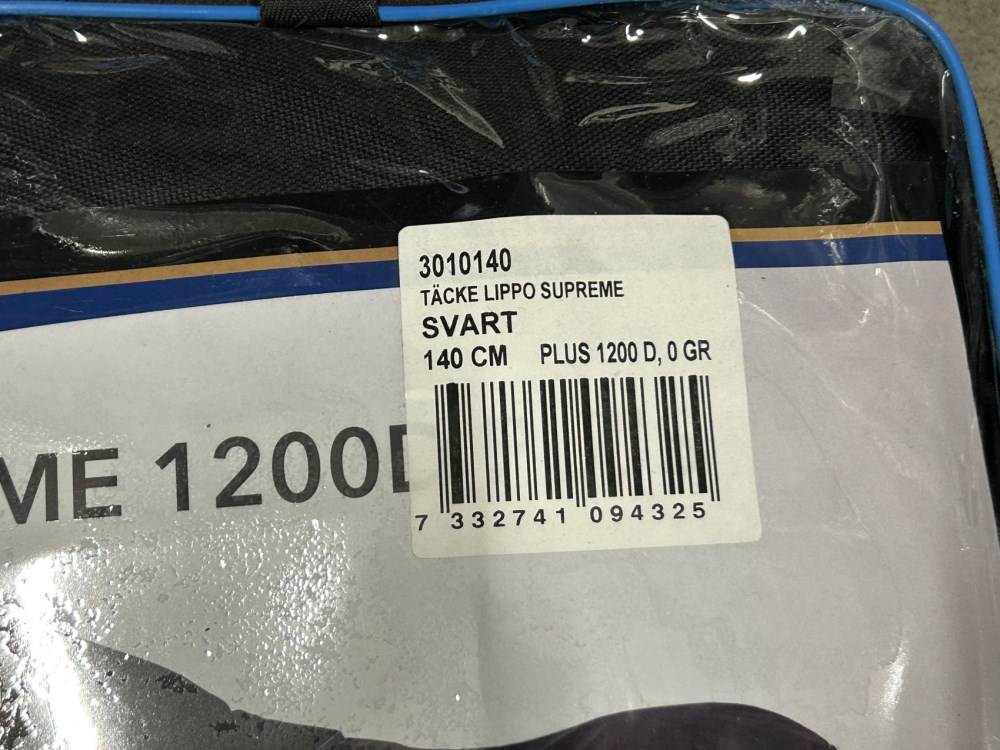 3010140
TÄCKE LIPPO SUPREME
SVART
140 CM PLUS 1200 D, 0 GR
ME 1200D
7 332741 094325